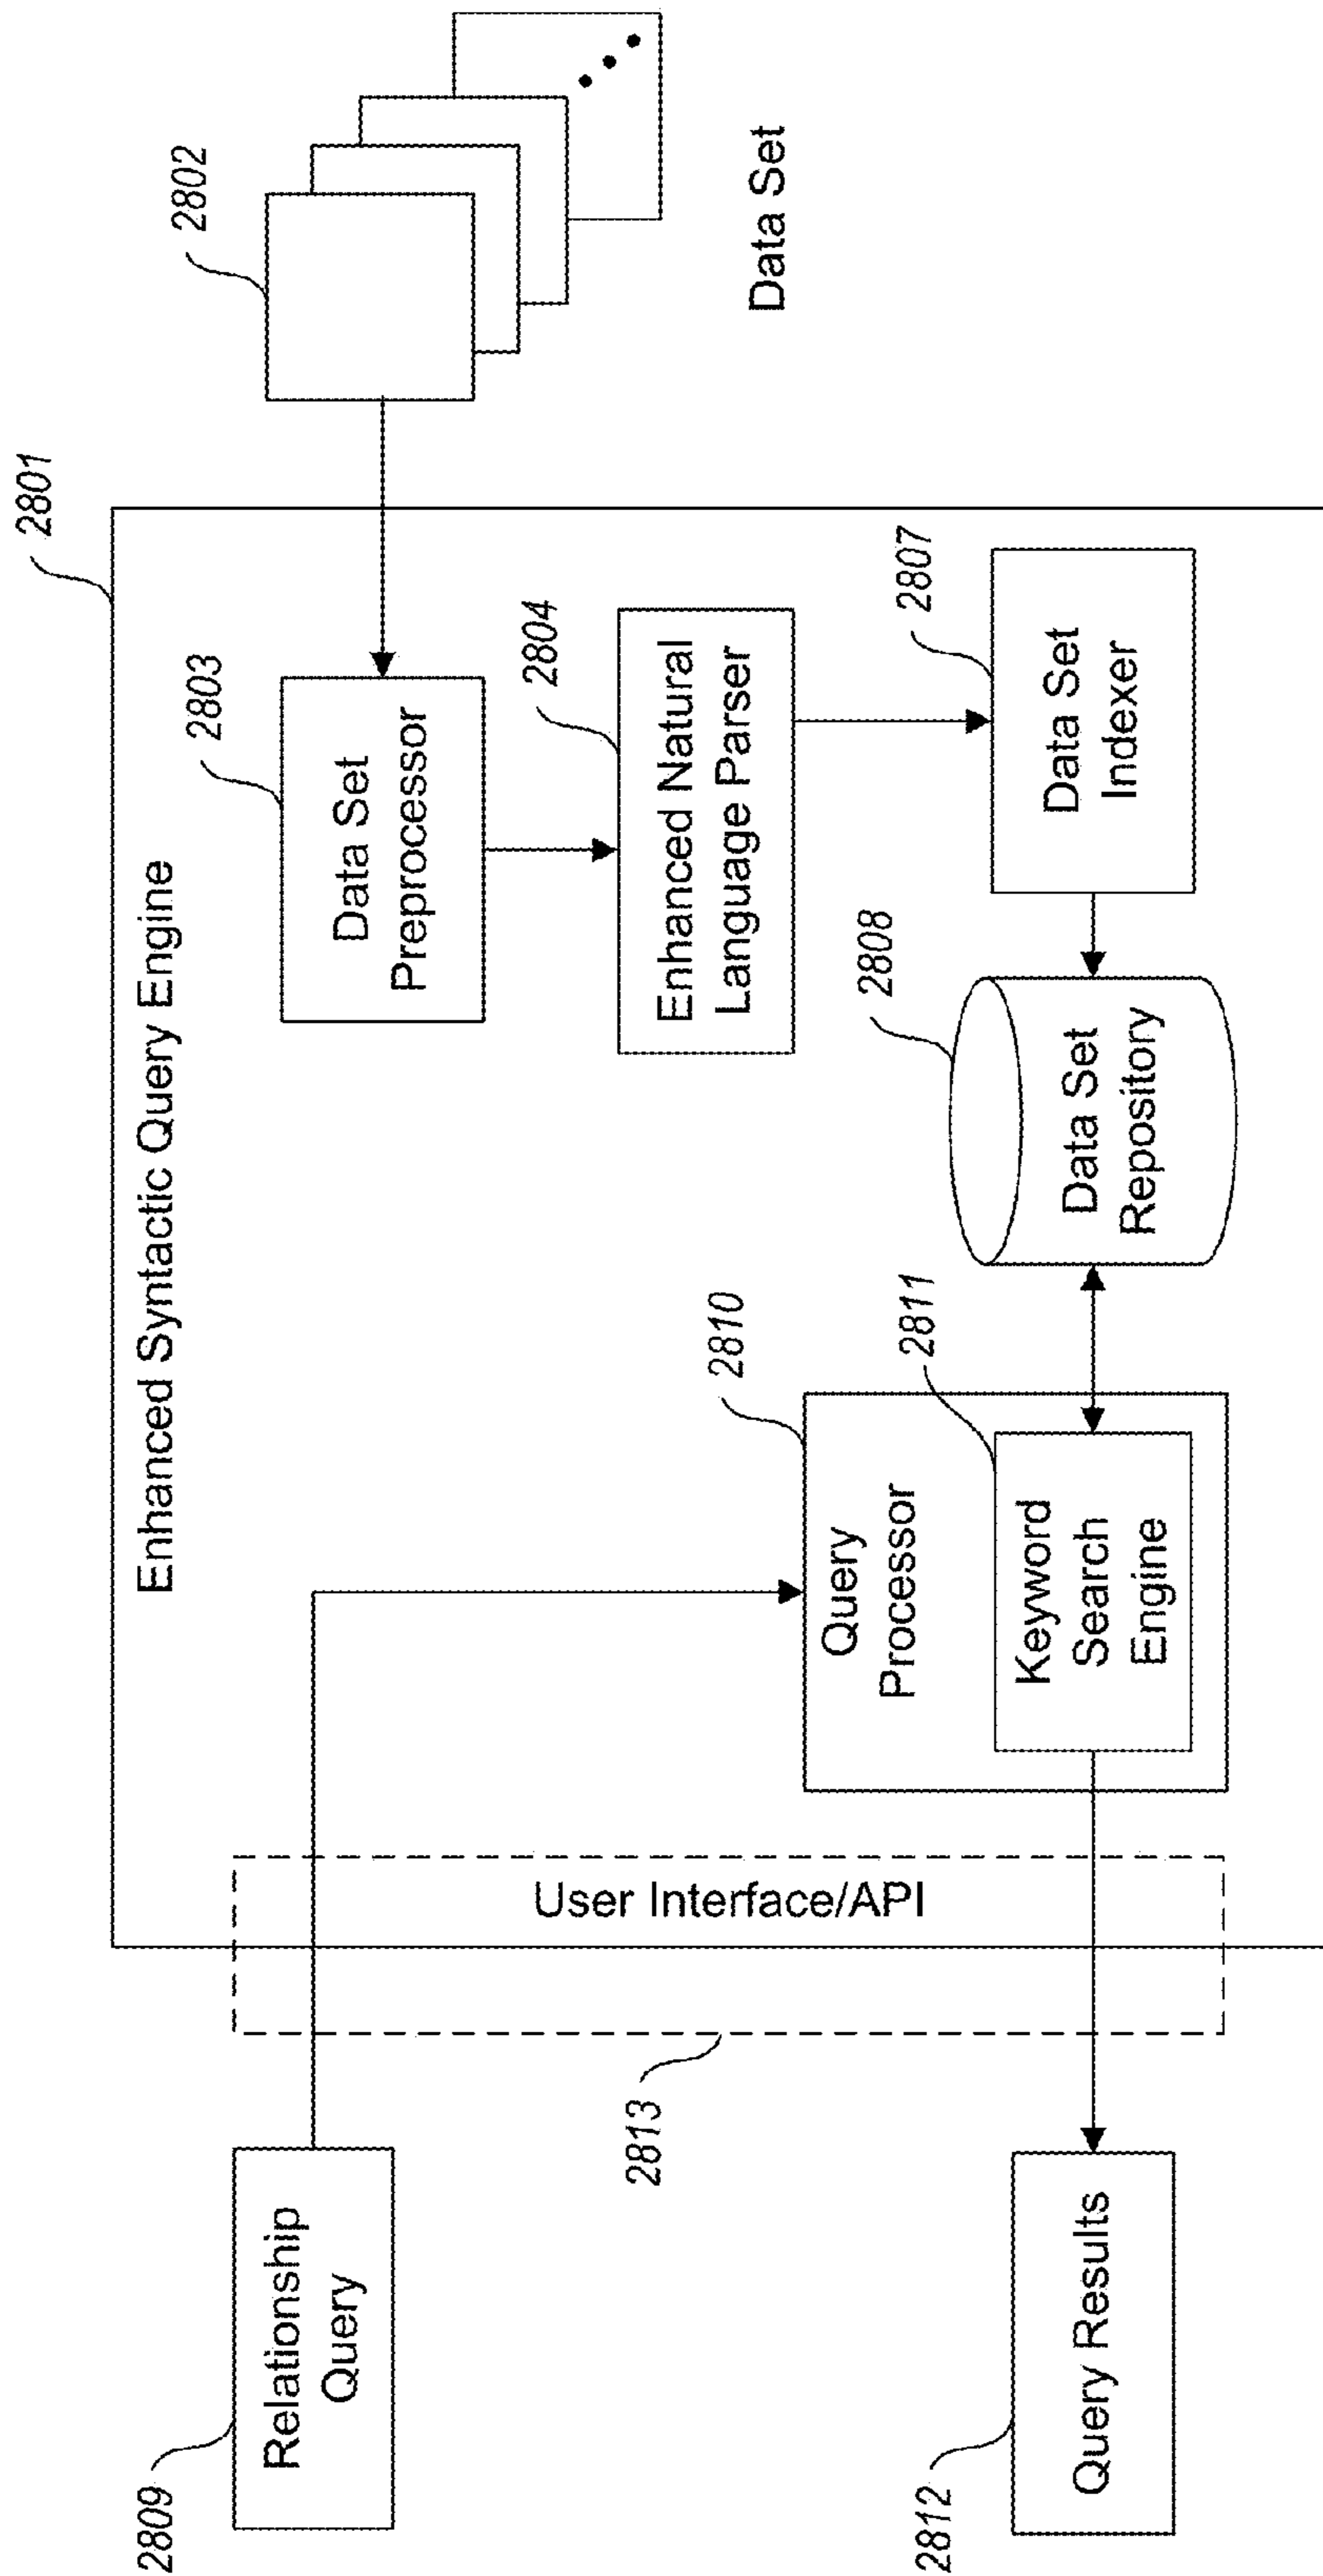 2801
Enhanced Syntactic Query Engine
2802
Data Set
2803
Data Set
Preprocessor
2804
Enhanced Natural
Language Parser
2807
Data Set
Indexer
2808
Data Set
Repository
2809
Relationship
Query
2810
Query
Processor
2811
Keyword
Search
Engine
User Interface/API
2813
2812
Query Results